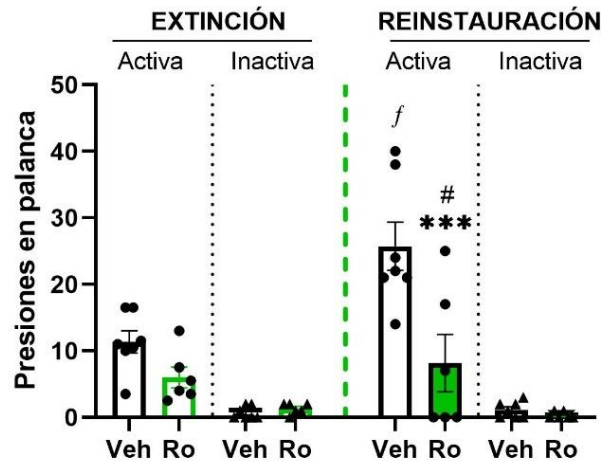 EXTINCIÓN REINSTAURACIÓN
Activa Inactiva Activa Inactiva
Presiones en palanca
50
40
30
20
10
0
f
#
***
Veh Ro Veh Ro Veh Ro Veh Ro